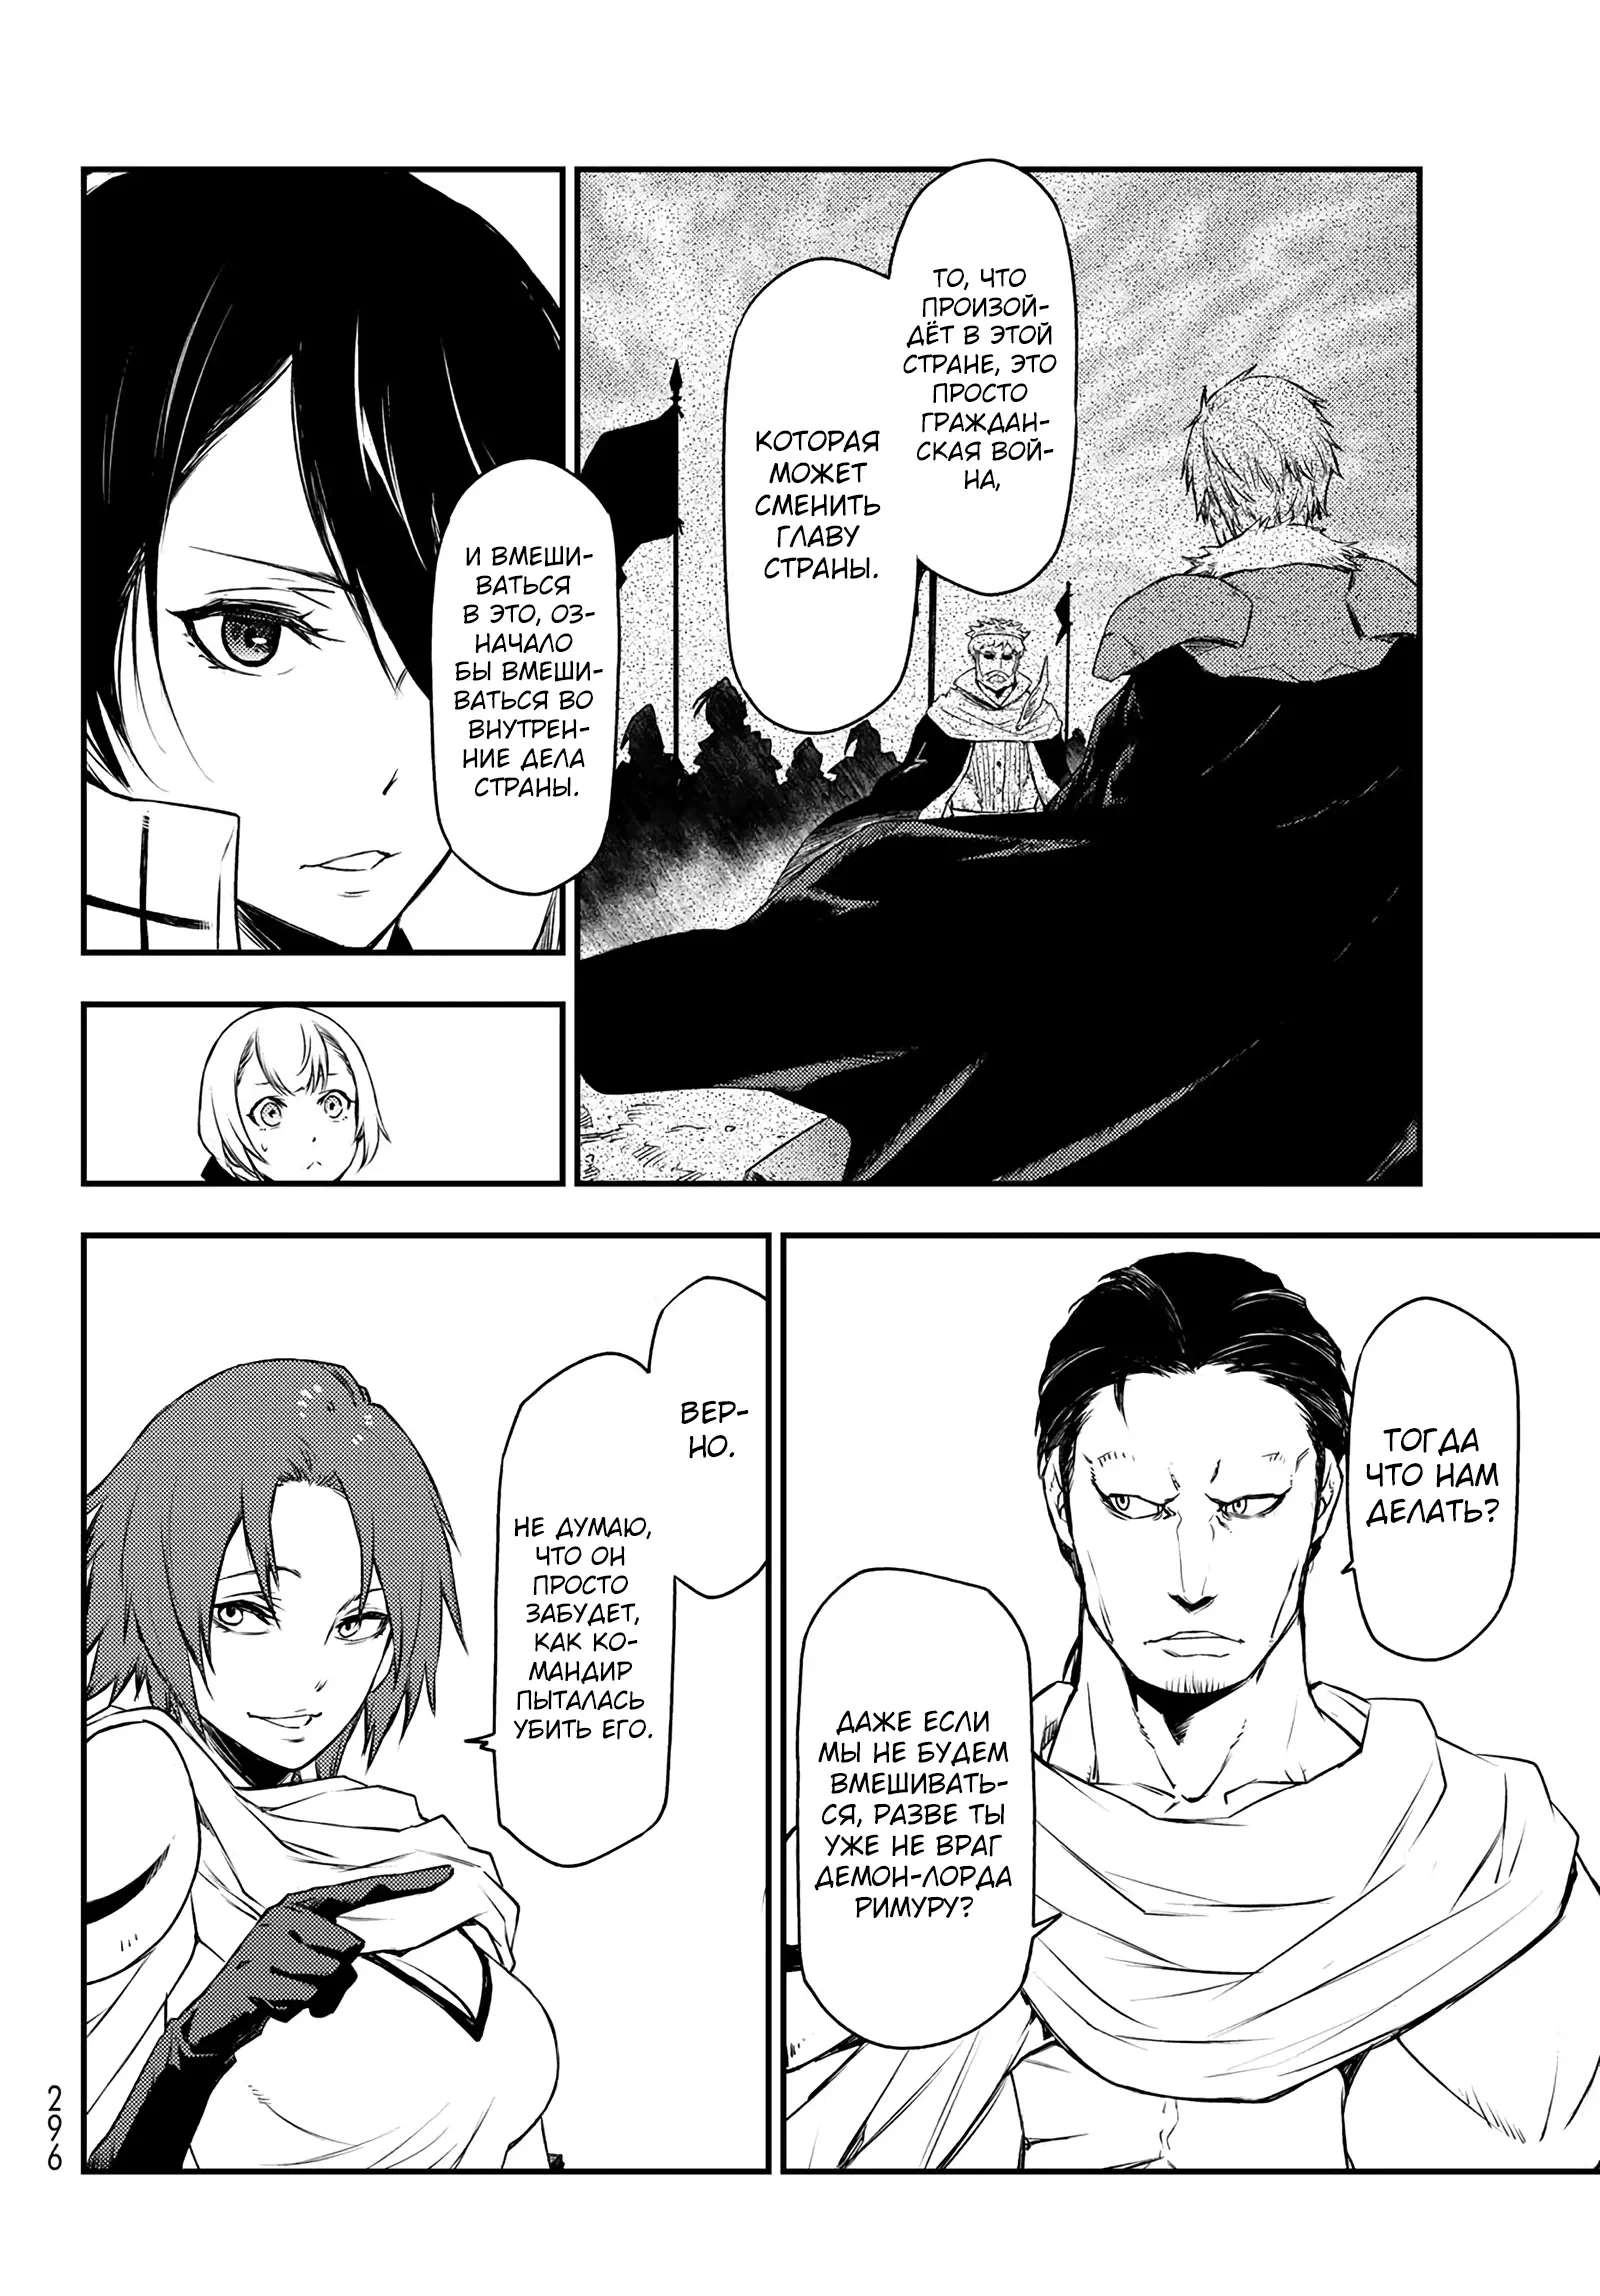 ТО, ЧТО
ПРОИЗОЙ-
ДЁТ В ЭТОЙ
СТРАНЕ, ЭТО
ПРОСТО
ГРАЖДАН-
СКАЯ ВОЙ-
НА,
КОТОРАЯ
МОЖЕТ
СМЕНИТЬ
ГЛАВУ
СТРАНЫ.
И ВМЕШИ-
ВАТЬСЯ
В ЭТО, ОЗ-
НАЧАЛО
БЫ ВМЕШИ-
ВАТЬСЯ ВО
ВНУТРЕН-
НИЕ ДЕЛА
СТРАНЫ.
ТОГДА
ЧТО НАМ
ДЕЛАТЬ?
ДАЖЕ ЕСЛИ
МЫ НЕ БУДЕМ
ВМЕШИВАТЬ-
СЯ, РАЗВЕ ТЫ
УЖЕ НЕ ВРАГ
ДЕМОН-ЛОРДА
РИМУРУ?
ВЕР-
НО.
НЕ ДУМАЮ,
ЧТО ОН
ПРОСТО
ЗАБУДЕТ,
КАК КО-
МАНДИР
ПЫТАЛАСЬ
УБИТЬ ЕГО.
296